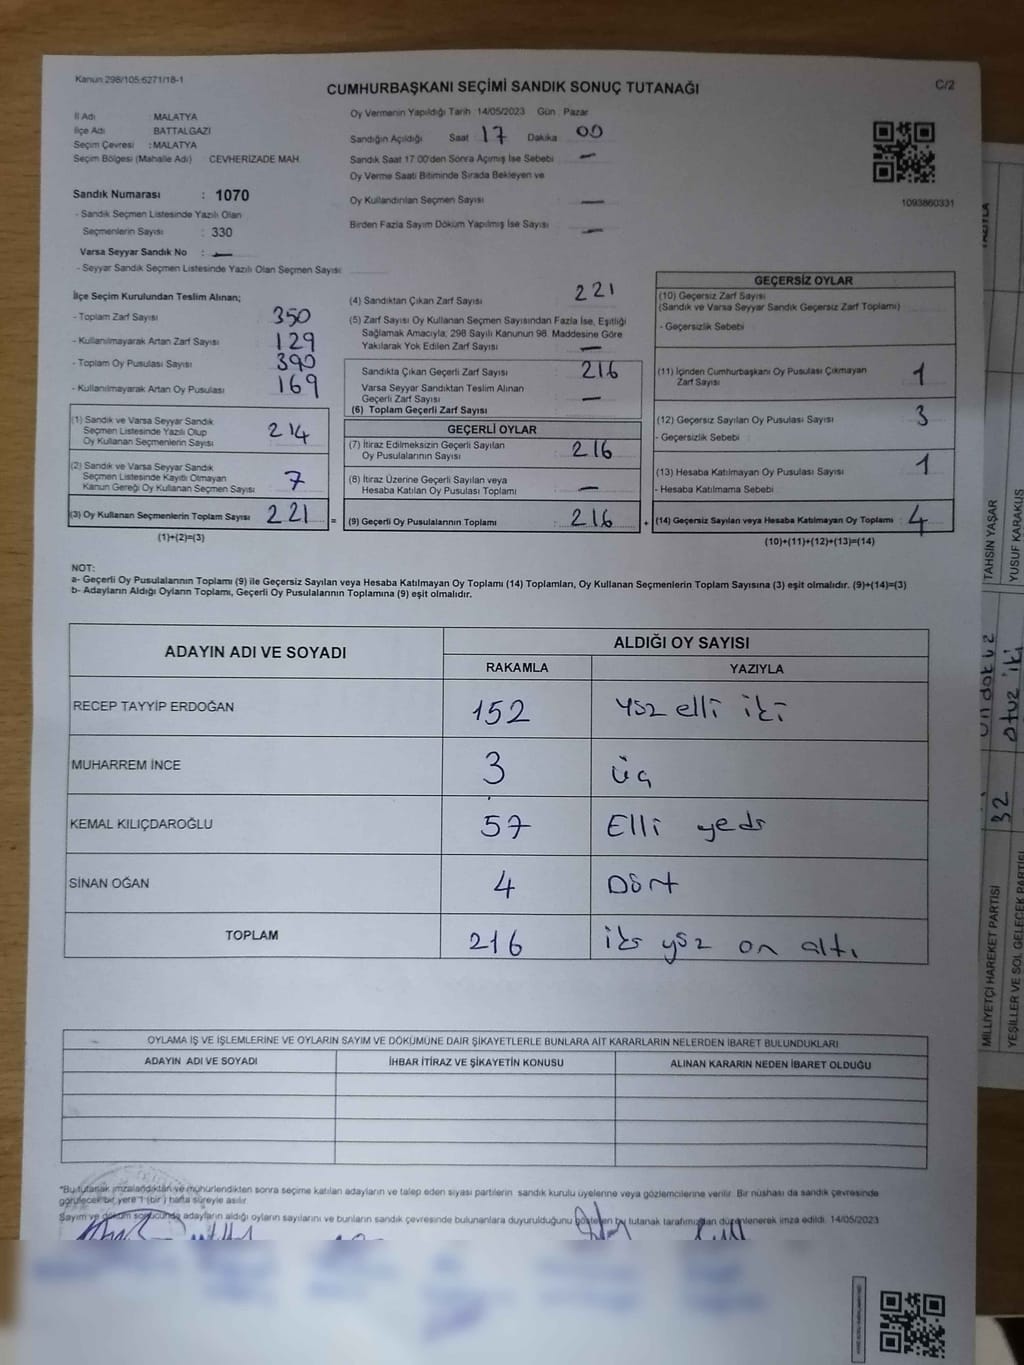 Kanun 298/105:6271/18-1
C/2
CUMHURBAŞKANI SEÇİMİ SANDIK SONUÇ TUTANAĞI
İl Adı : MALATYA
İlçe Adı : BATTALGAZİ
Seçim Çevresi : MALATYA
Seçim Bölgesi (Mahalle Adı) CEVHERİZADE MAH.
Sandık Numarası : 1070
- Sandık Seçmen Listesinde Yazılı Olan
Seçmenlerin Sayısı : 330
Varsa Seyyar Sandık No : -
- Seyyar Sandık Seçmen Listesinde Yazılı Olan Seçmen Sayısı:
Oy Vermenin Yapıldığı Tarih :14/05/2023 Gün : Pazar
Sandığın Açıldığı Saat 17 Dakika 00
Sandık Saat 17.00'den Sonra Açımış İse Sebebi -
Oy Verme Saati Bitiminde Sırada Bekleyen ve
Oy Kullandırılan Seçmen Sayısı -
Birden Fazla Sayım Döküm Yapılmış İse Sayısı -
1093860331
İlçe Seçim Kurulundan Teslim Alınan;
- Toplam Zarf Sayısı 350
- Kullanılmayarak Artan Zarf Sayısı : 129
- Toplam Oy Pusulası Sayısı : 390
- Kullanılmayarak Artan Oy Pusulası : 169
(1) Sandık ve Varsa Seyyar Sandık
Seçmen Listesinde Yazılı Olup
Oy Kullanan Seçmenlerin Sayısı : 214
(2) Sandık ve Varsa Seyyar Sandık
Seçmen Listesinde Kayıtlı Olmayan
Kanun Gereği Oy Kullanan Seçmen Sayısı : 7
(3) Oy Kullanan Seçmenlerin Toplam Sayısı : 221
(1)+(2)=(3)
(4) Sandıktan Çıkan Zarf Sayısı 221
(5) Zarf Sayısı Oy Kullanan Seçmen Sayısından Fazla İse, Eşitliği
Sağlamak Amacıyla; 298 Sayılı Kanunun 98. Maddesine Göre
Yakılarak Yok Edilen Zarf Sayısı -
Sandıkta Çıkan Geçerli Zarf Sayısı : 216
Varsa Seyyar Sandıktan Teslim Alınan
Geçerli Zarf Sayısı : -
(6) Toplam Geçerli Zarf Sayısı
GEÇERLİ OYLAR
(7) İtiraz Edilmeksizin Geçerli Sayılan
Oy Pusulalarının Sayısı : 216
(8) İtiraz Üzerine Geçerli Sayılan veya
Hesaba Katılan Oy Pusulası Toplamı : -
(9) Geçerli Oy Pusulalarının Toplamı : 216
GEÇERSİZ OYLAR
(10) Geçersiz Zarf Sayısı
(Sandık ve Varsa Seyyar Sandık Geçersiz Zarf Toplamı)
- Geçersizlik Sebebi
(11) İçinden Cumhurbaşkanı Oy Pusulası Çıkmayan
Zarf Sayısı : 1
(12) Geçersiz Sayılan Oy Pusulası Sayısı : 3
- Geçersizlik Sebebi :
(13) Hesaba Katılmayan Oy Pusulası Sayısı : 1
- Hesaba Katılmama Sebebi
(14) Geçersiz Sayılan veya Hesaba Katılmayan Oy Toplamı : 4
(10)+(11)+(12)+(13)=(14)
NOT:
a- Geçerli Oy Pusulalarının Toplamı (9) ile Geçersiz Sayılan veya Hesaba Katılmayan Oy Toplamı (14) Toplamları, Oy Kullanan Seçmenlerin Toplam Sayısına (3) eşit olmalıdır. (9)+(14)=(3)
b- Adayların Aldığı Oyların Toplamı, Geçerli Oy Pusulalarının Toplamına (9) eşit olmalıdır.
ADAYIN ADI VE SOYADI ALDIĞI OY SAYISI
RAKAMLA YAZIYLA
RECEP TAYYİP ERDOĞAN 152 yüz elli iki
MUHARREM İNCE 3 üç
KEMAL KILIÇDAROĞLU 57 Elli yedi
SİNAN OĞAN 4 Dört
TOPLAM 216 iki yüz on altı
OYLAMA İŞ VE İŞLEMLERİNE VE OYLARIN SAYIM VE DÖKÜMÜNE DAİR ŞİKAYETLERLE BUNLARA AİT KARARLARIN NELERDEN İBARET BULUNDUKLARI
ADAYIN ADI VE SOYADI İHBAR İTİRAZ VE ŞİKAYETİN KONUSU ALINAN KARARIN NEDEN İBARET OLDUĞU
*Bu tutanak imzalandıktan ve mühürlendikten sonra seçime katılan adayların ve talep eden siyasi partilerin sandık kurulu üyelerine veya gözlemcilerine verilir. Bir nüshası da sandık çevresinde
görülecek bir yere 1 (bir ) hafta süreyle asılır.
Sayım ve döküm sonucunda adayların aldığı oyların sayılarını ve bunların sandık çevresinde bulunanlara duyurulduğunu gösteren bu tutanak tarafımızdan düzenlenerek imza edildi. 14/05/2023
YAZIYLA
TAHSİN YAŞAR
YUSUF KARAKUŞ
on dokuz
otuz iki
32
MİLLİYETÇİ HAREKET PARTİSİ
YEŞİLLER VE SOL GELECEK PARTİSİ